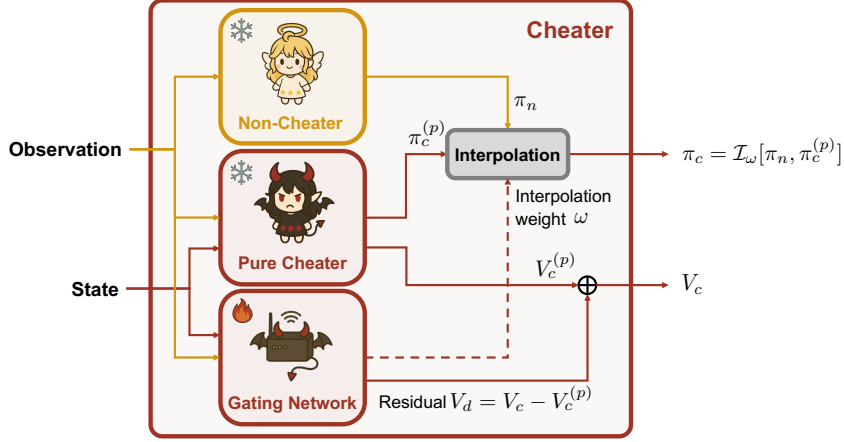 Cheater
Non-Cheater
π_n
π_c^{(p)}
Observation
Interpolation
π_c = I_ω[π_n, π_c^{(p)}]
Interpolation
weight ω
Pure Cheater
V_c^{(p)}
State
V_c
Gating Network
Residual V_d = V_c − V_c^{(p)}